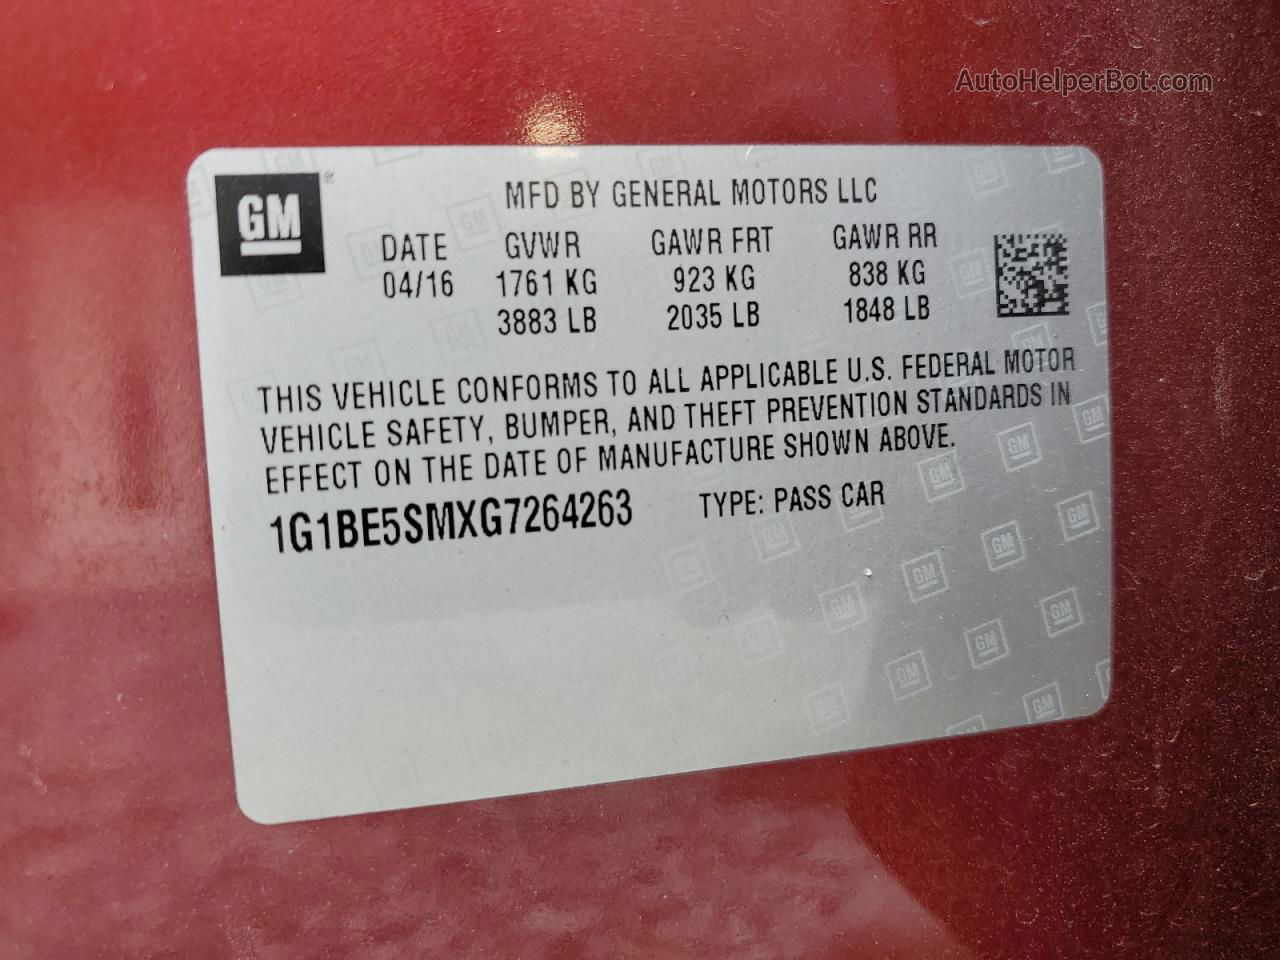 AutoHelperBot.com
GM®
MFD BY GENERAL MOTORS LLC
DATE GVWR GAWR FRT GAWR RR
04/16 1761 KG 923 KG 838 KG
3883 LB 2035 LB 1848 LB
THIS VEHICLE CONFORMS TO ALL APPLICABLE U.S. FEDERAL MOTOR
VEHICLE SAFETY, BUMPER, AND THEFT PREVENTION STANDARDS IN
EFFECT ON THE DATE OF MANUFACTURE SHOWN ABOVE.
1G1BE5SMXG7264263 TYPE: PASS CAR